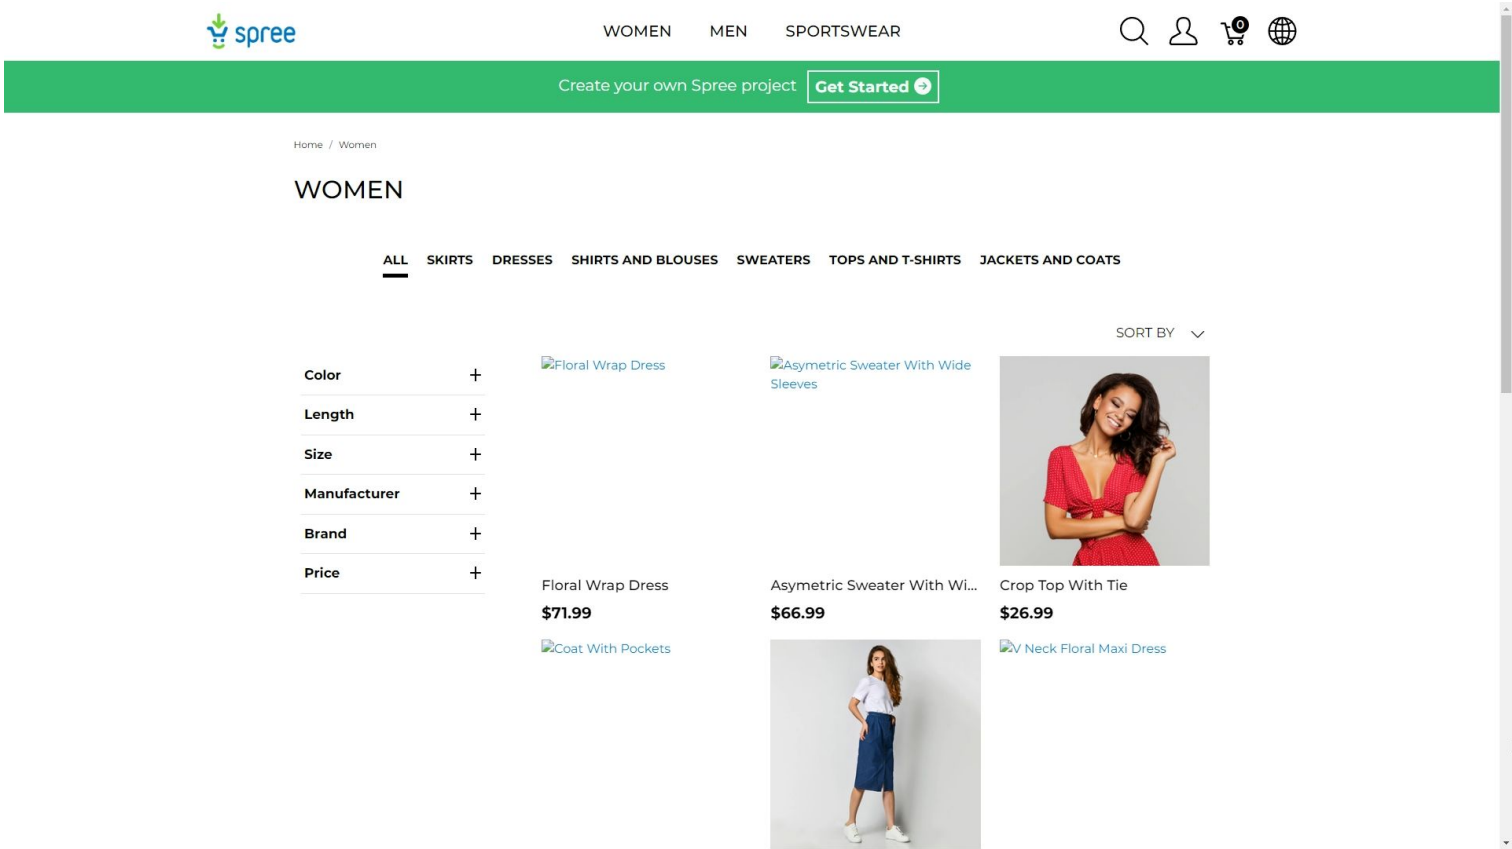 spree
WOMEN MEN SPORTSWEAR
0
Create your own Spree project Get Started
Home / Women
WOMEN
ALL SKIRTS DRESSES SHIRTS AND BLOUSES SWEATERS TOPS AND T-SHIRTS JACKETS AND COATS
SORT BY
Color
Length
Size
Manufacturer
Brand
Price
Floral Wrap Dress
Asymetric Sweater With Wide
Sleeves
Floral Wrap Dress
$71.99
Asymetric Sweater With Wi...
$66.99
Crop Top With Tie
$26.99
Coat With Pockets
V Neck Floral Maxi Dress